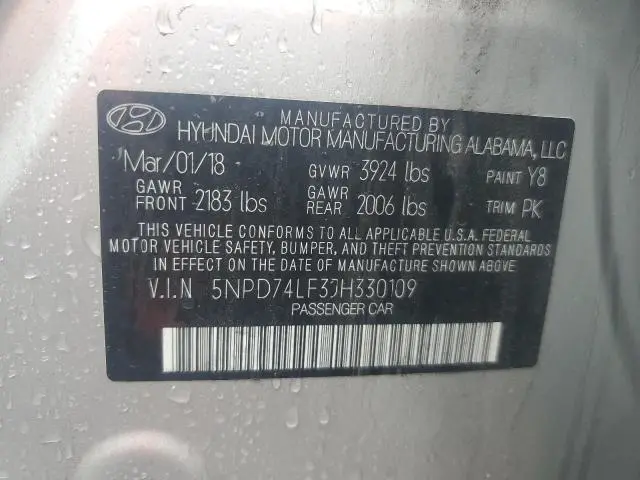 MANUFACTURED BY
HYUNDAI MOTOR MANUFACTURING ALABAMA, LLC
Mar/01/18 GVWR 3924 lbs PAINT Y8
GAWR FRONT 2183 lbs GAWR REAR 2006 lbs TRIM PK
THIS VEHICLE CONFORMS TO ALL APPLICABLE U.S.A. FEDERAL
MOTOR VEHICLE SAFETY, BUMPER, AND THEFT PREVENTION STANDARDS
IN EFFECT ON THE DATE OF MANUFACTURE SHOWN ABOVE
V.I.N 5NPD74LF3JH330109
PASSENGER CAR